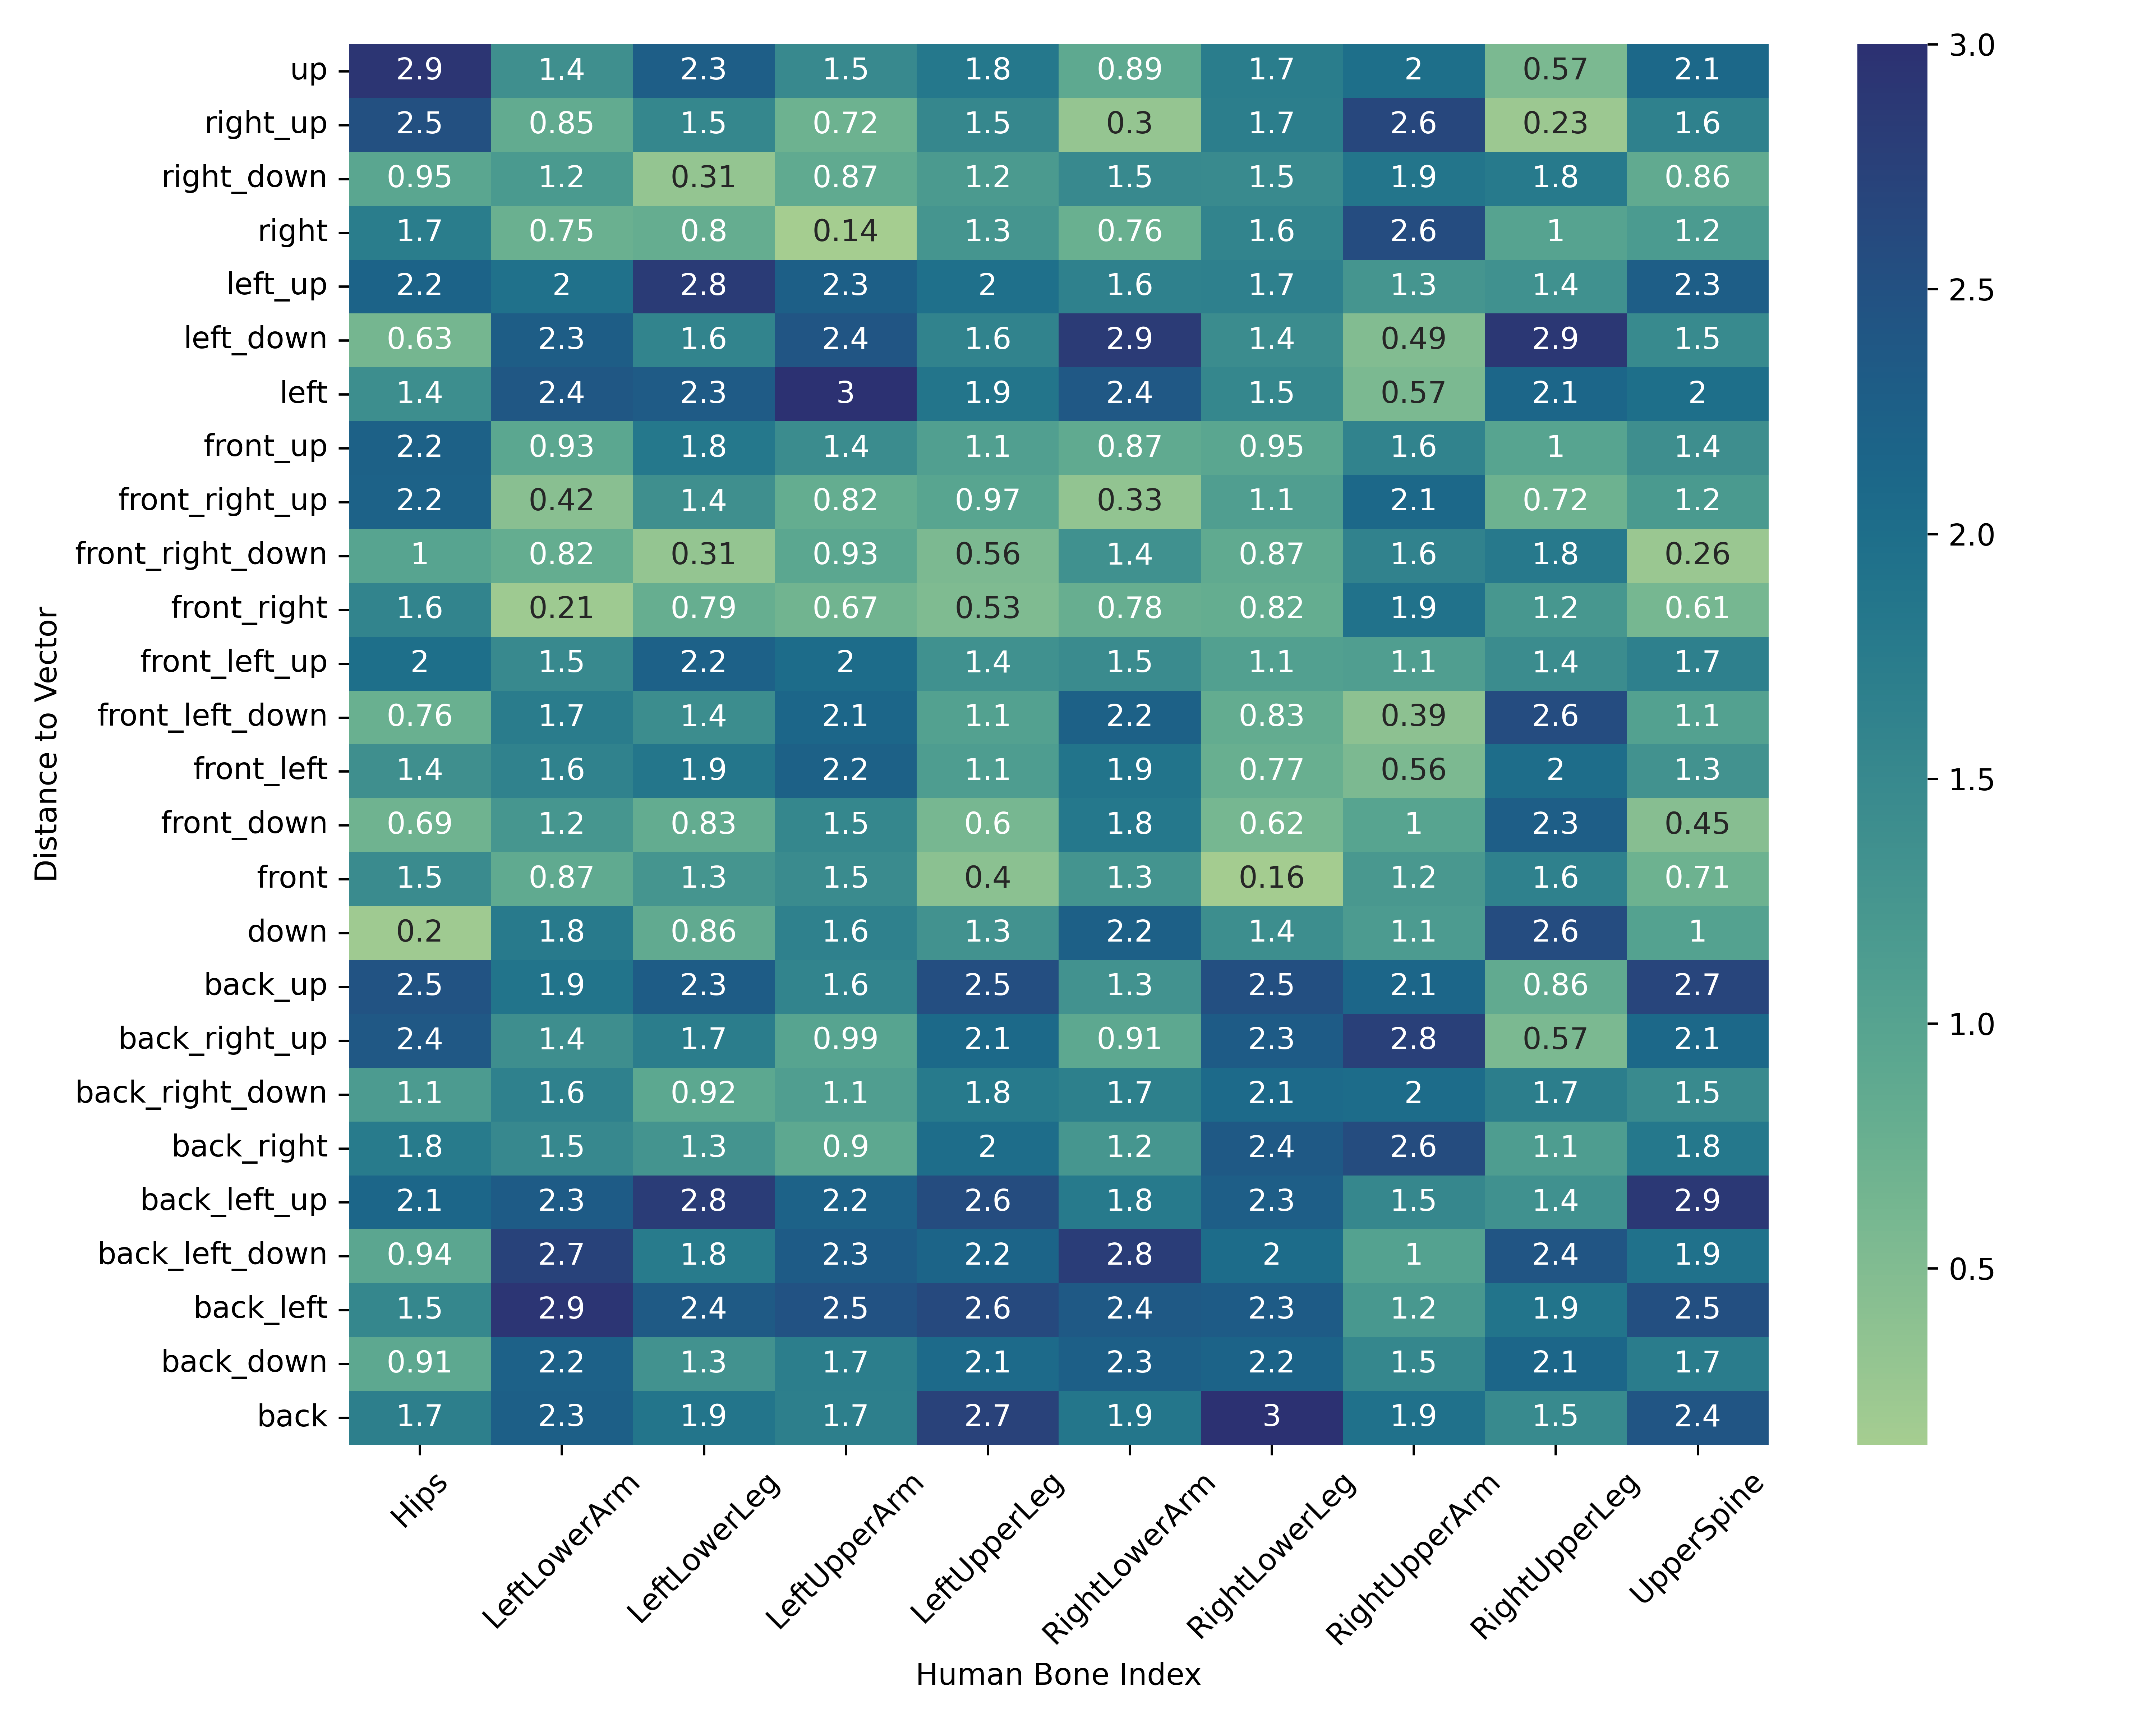 up 2.9 1.4 2.3 1.5 1.8 0.89 1.7 2 0.57 2.1
right_up 2.5 0.85 1.5 0.72 1.5 0.3 1.7 2.6 0.23 1.6
right_down 0.95 1.2 0.31 0.87 1.2 1.5 1.5 1.9 1.8 0.86
right 1.7 0.75 0.8 0.14 1.3 0.76 1.6 2.6 1 1.2
left_up 2.2 2 2.8 2.3 2 1.6 1.7 1.3 1.4 2.3
left_down 0.63 2.3 1.6 2.4 1.6 2.9 1.4 0.49 2.9 1.5
left 1.4 2.4 2.3 3 1.9 2.4 1.5 0.57 2.1 2
front_up 2.2 0.93 1.8 1.4 1.1 0.87 0.95 1.6 1 1.4
front_right_up 2.2 0.42 1.4 0.82 0.97 0.33 1.1 2.1 0.72 1.2
front_right_down 1 0.82 0.31 0.93 0.56 1.4 0.87 1.6 1.8 0.26
front_right 1.6 0.21 0.79 0.67 0.53 0.78 0.82 1.9 1.2 0.61
front_left_up 2 1.5 2.2 2 1.4 1.5 1.1 1.1 1.4 1.7
front_left_down 0.76 1.7 1.4 2.1 1.1 2.2 0.83 0.39 2.6 1.1
front_left 1.4 1.6 1.9 2.2 1.1 1.9 0.77 0.56 2 1.3
front_down 0.69 1.2 0.83 1.5 0.6 1.8 0.62 1 2.3 0.45
front 1.5 0.87 1.3 1.5 0.4 1.3 0.16 1.2 1.6 0.71
down 0.2 1.8 0.86 1.6 1.3 2.2 1.4 1.1 2.6 1
back_up 2.5 1.9 2.3 1.6 2.5 1.3 2.5 2.1 0.86 2.7
back_right_up 2.4 1.4 1.7 0.99 2.1 0.91 2.3 2.8 0.57 2.1
back_right_down 1.1 1.6 0.92 1.1 1.8 1.7 2.1 2 1.7 1.5
back_right 1.8 1.5 1.3 0.9 2 1.2 2.4 2.6 1.1 1.8
back_left_up 2.1 2.3 2.8 2.2 2.6 1.8 2.3 1.5 1.4 2.9
back_left_down 0.94 2.7 1.8 2.3 2.2 2.8 2 1 2.4 1.9
back_left 1.5 2.9 2.4 2.5 2.6 2.4 2.3 1.2 1.9 2.5
back_down 0.91 2.2 1.3 1.7 2.1 2.3 2.2 1.5 2.1 1.7
back 1.7 2.3 1.9 1.7 2.7 1.9 3 1.9 1.5 2.4
Distance to Vector
Hips LeftLowerArm LeftLowerLeg LeftUpperArm LeftUpperLeg RightLowerArm RightLowerLeg RightUpperArm RightUpperLeg UpperSpine
Human Bone Index
3.0
2.5
2.0
1.5
1.0
0.5